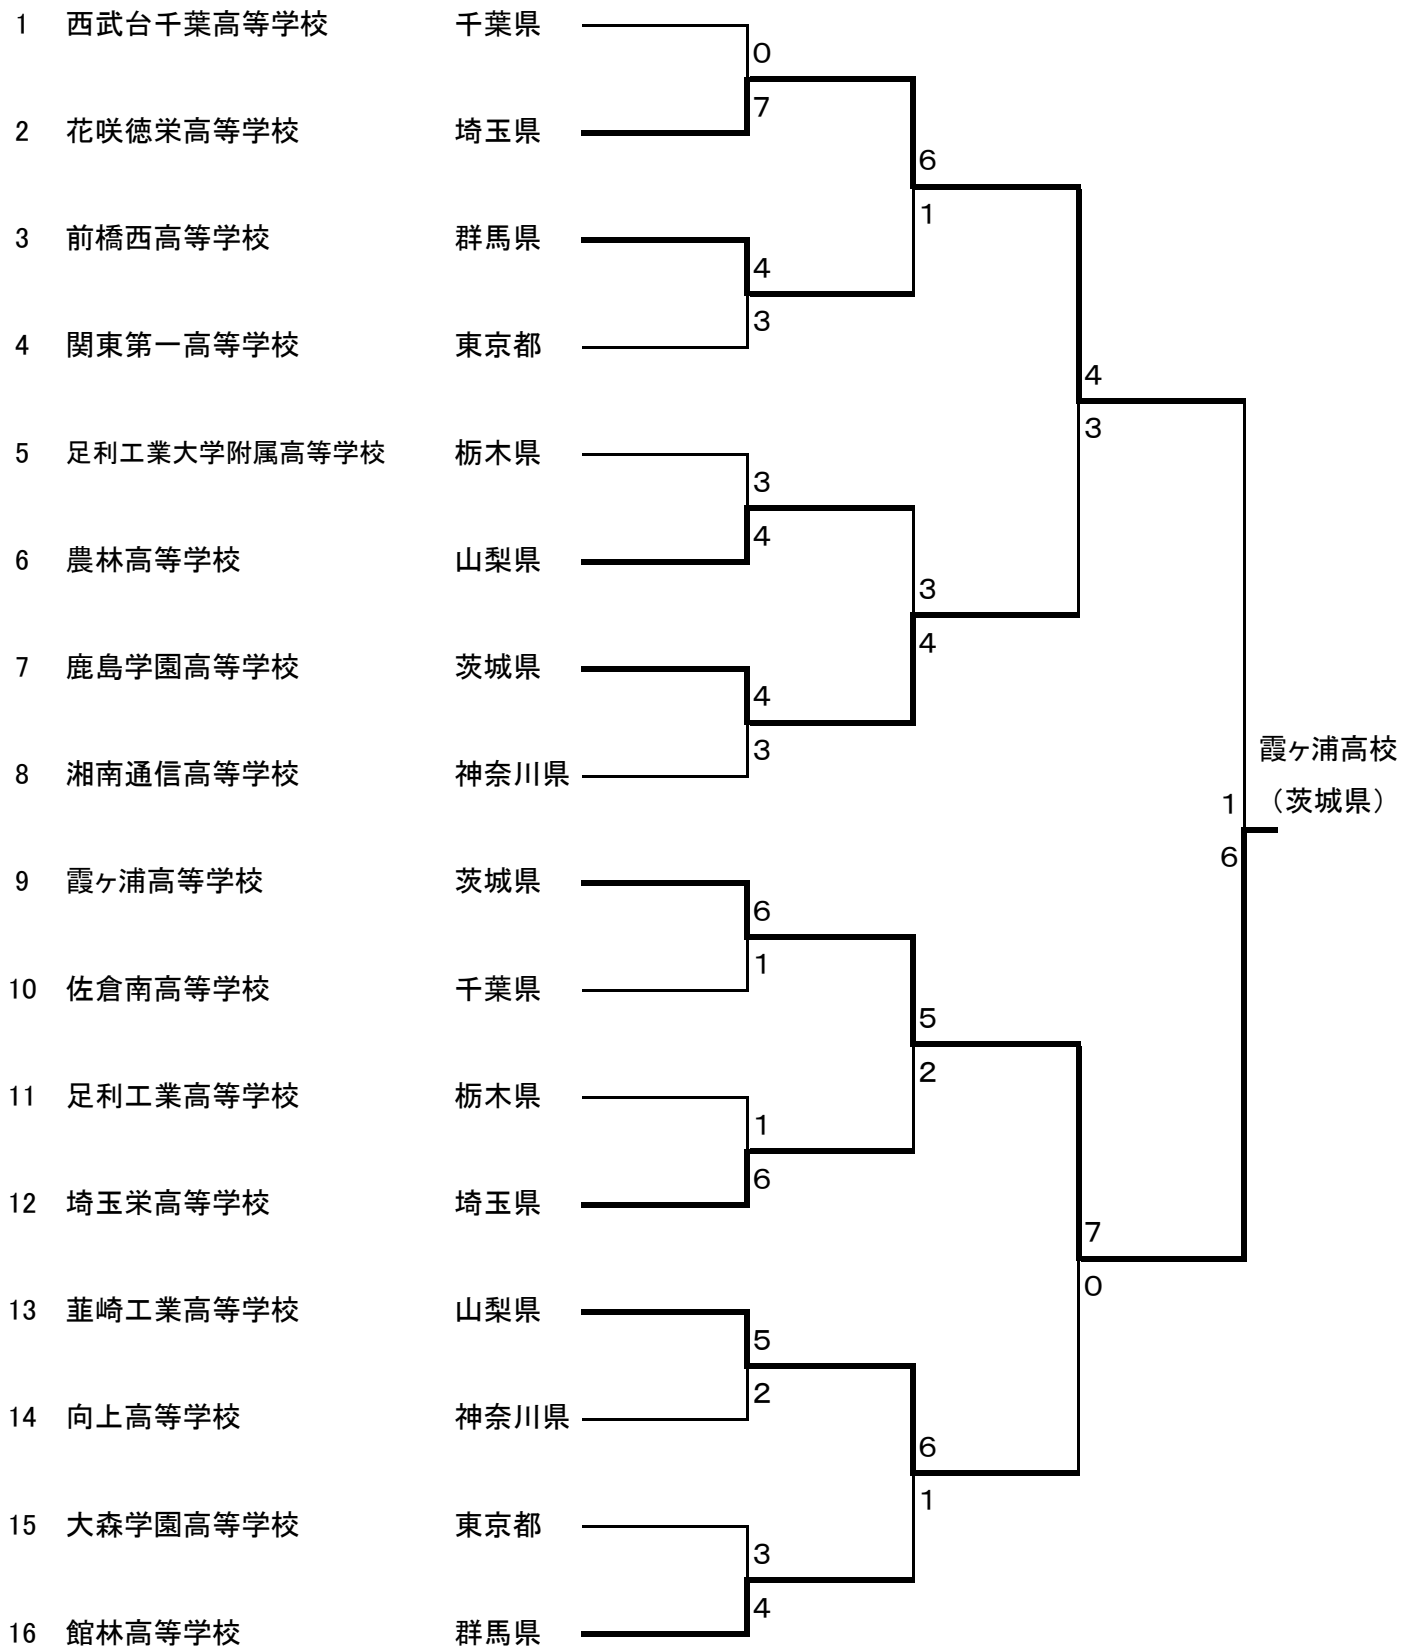 1 西武台千葉高等学校 千葉県
0
7
2 花咲徳栄高等学校 埼玉県
6
1
3 前橋西高等学校 群馬県
4
3
4 関東第一高等学校 東京都
4
3
5 足利工業大学附属高等学校 栃木県
3
4
6 農林高等学校 山梨県
3
4
7 鹿島学園高等学校 茨城県
4
3
8 湘南通信高等学校 神奈川県
霞ヶ浦高校
（茨城県）
1
6
9 霞ヶ浦高等学校 茨城県
6
1
10 佐倉南高等学校 千葉県
5
2
11 足利工業高等学校 栃木県
1
6
12 埼玉栄高等学校 埼玉県
7
0
13 韮崎工業高等学校 山梨県
5
2
14 向上高等学校 神奈川県
6
1
15 大森学園高等学校 東京都
3
4
16 館林高等学校 群馬県